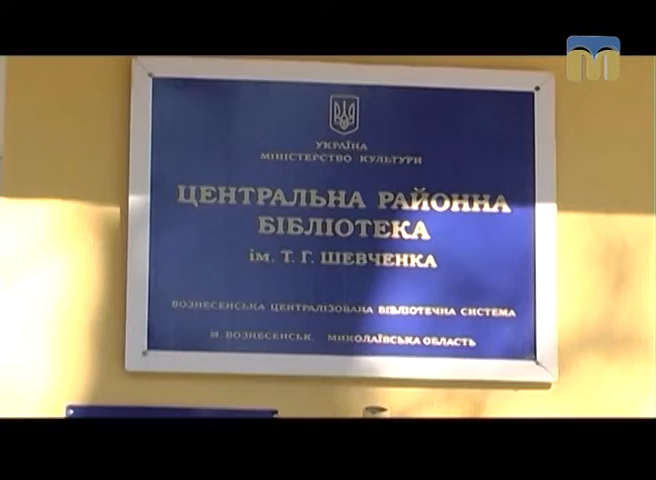 УКРАЇНА
МІНІСТЕРСТВО КУЛЬТУРИ
ЦЕНТРАЛЬНА РАЙОННА
БІБЛІОТЕКА
ім. Т. Г. ШЕВЧЕНКА
ВОЗНЕСЕНСЬКА ЦЕНТРАЛІЗОВАНА БІБЛІОТЕЧНА СИСТЕМА
м. ВОЗНЕСЕНСЬК. МИКОЛАЇВСЬКА ОБЛАСТЬ